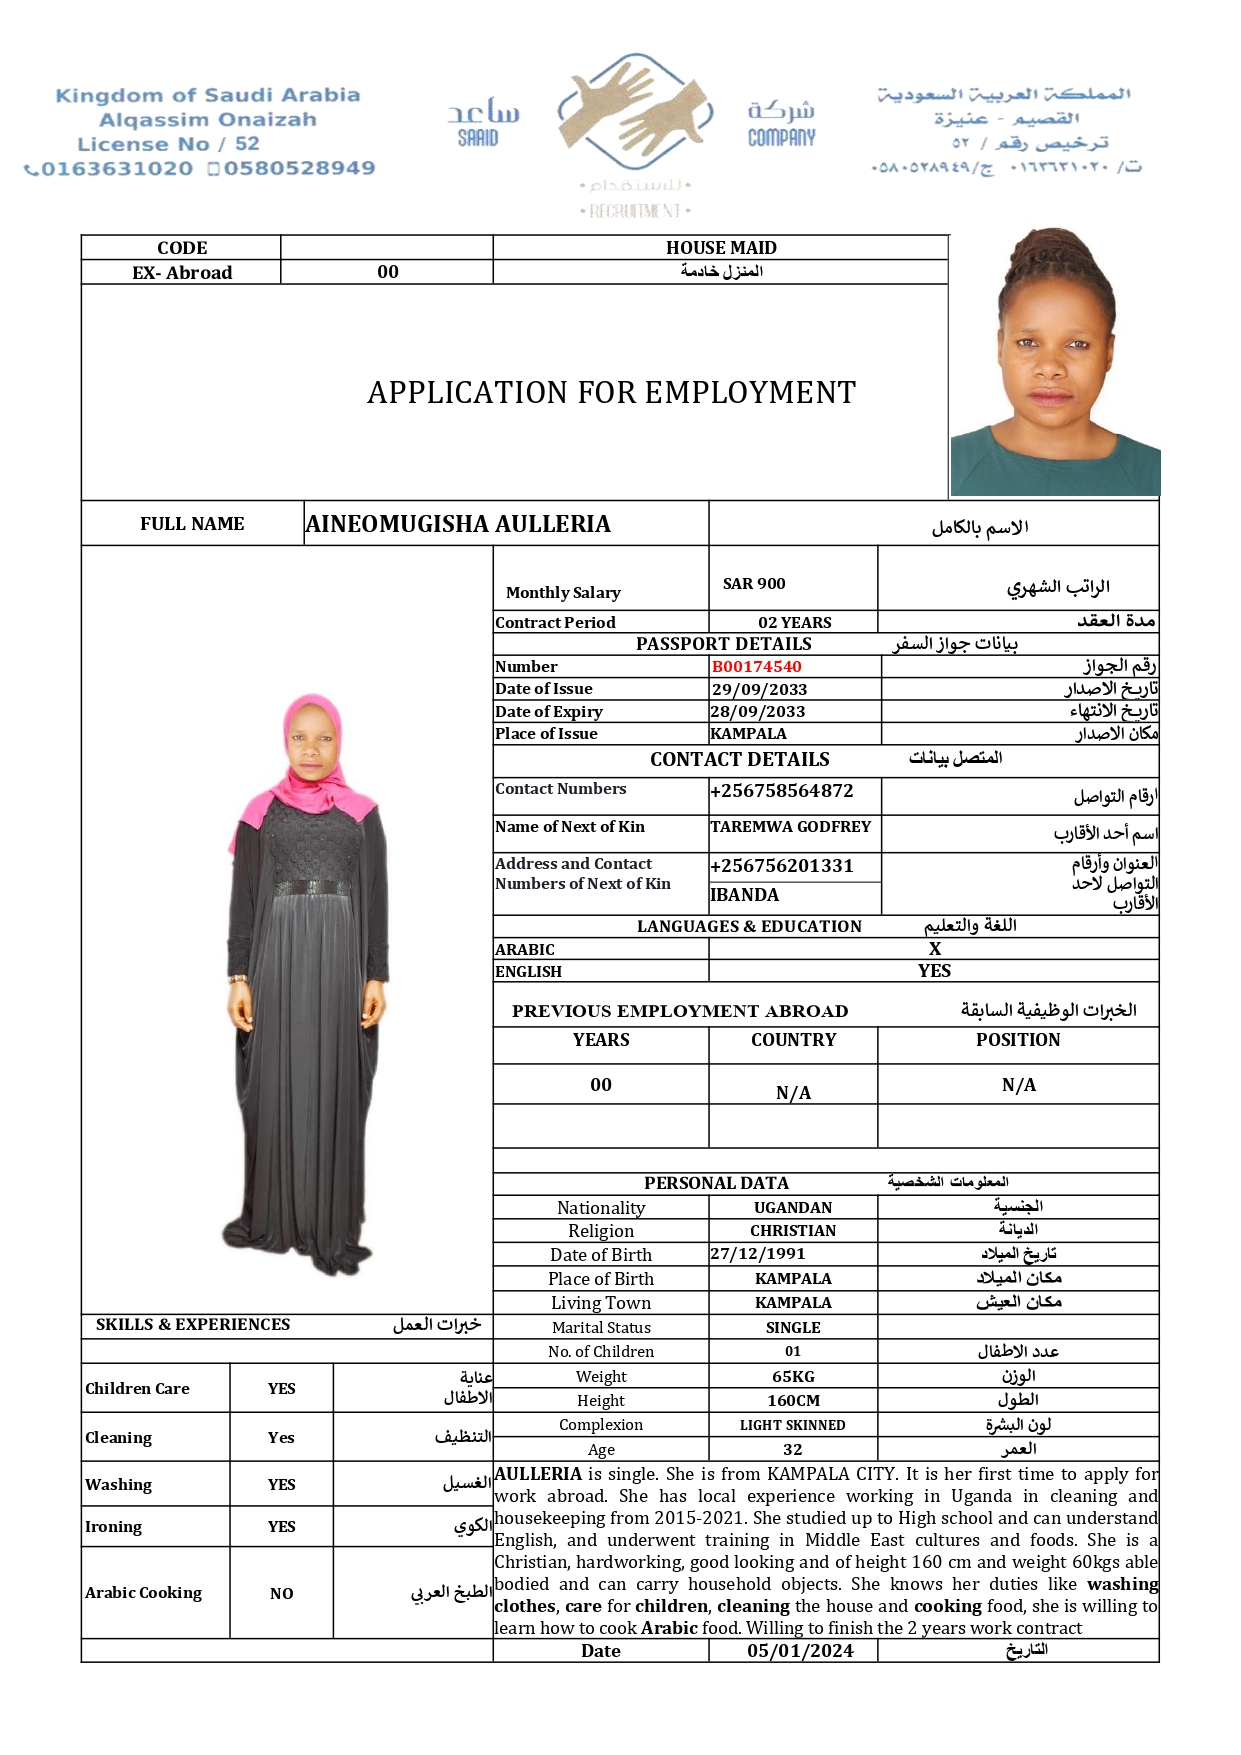 Kingdom of Saudi Arabia
Alqassim Onaizah
License No / 52
0163631020 0580528949
ساعد
SAAID
شركة
COMPANY
•للاستقدام•
•RECRUITMENT•
المملكة العربية السعودية
القصيم - عنيزة
ترخيص رقم / ٥٢
ت/ ٠١٦٣٦٣١٠٢٠ ج/٠٥٨٠٥٢٨٩٤٩
CODE HOUSE MAID
EX- Abroad 00 المنزل خادمة
APPLICATION FOR EMPLOYMENT
FULL NAME AINEOMUGISHA AULLERIA الاسم بالكامل
Monthly Salary SAR 900 الراتب الشهري
Contract Period 02 YEARS مدة العقد
PASSPORT DETAILS بيانات جواز السفر
Number B00174540 رقم الجواز
Date of Issue 29/09/2033 تاريخ الاصدار
Date of Expiry 28/09/2033 تاريخ الانتهاء
Place of Issue KAMPALA مكان الاصدار
CONTACT DETAILS المتصل بيانات
Contact Numbers +256758564872 ارقام التواصل
Name of Next of Kin TAREMWA GODFREY اسم أحد الأقارب
Address and Contact +256756201331 العنوان وأرقام
Numbers of Next of Kin IBANDA التواصل لاحد
الأقارب
LANGUAGES & EDUCATION اللغة والتعليم
ARABIC X
ENGLISH YES
PREVIOUS EMPLOYMENT ABROAD الخبرات الوظيفية السابقة
YEARS COUNTRY POSITION
00 N/A N/A
PERSONAL DATA المعلومات الشخصية
Nationality UGANDAN الجنسية
Religion CHRISTIAN الديانة
Date of Birth 27/12/1991 تاريخ الميلاد
Place of Birth KAMPALA مكان الميلاد
Living Town KAMPALA مكان العيش
Marital Status SINGLE
No. of Children 01 عدد الاطفال
Weight 65KG الوزن
Height 160CM الطول
Complexion LIGHT SKINNED لون البشرة
Age 32 العمر
SKILLS & EXPERIENCES خبرات العمل
Children Care YES عناية
الاطفال
Cleaning Yes التنظيف
Washing YES الغسيل
Ironing YES الكوي
Arabic Cooking NO الطبخ العربي
AULLERIA is single. She is from KAMPALA CITY. It is her first time to apply for
work abroad. She has local experience working in Uganda in cleaning and
housekeeping from 2015-2021. She studied up to High school and can understand
English, and underwent training in Middle East cultures and foods. She is a
Christian, hardworking, good looking and of height 160 cm and weight 60kgs able
bodied and can carry household objects. She knows her duties like washing
clothes, care for children, cleaning the house and cooking food, she is willing to
learn how to cook Arabic food. Willing to finish the 2 years work contract
Date 05/01/2024 التاريخ